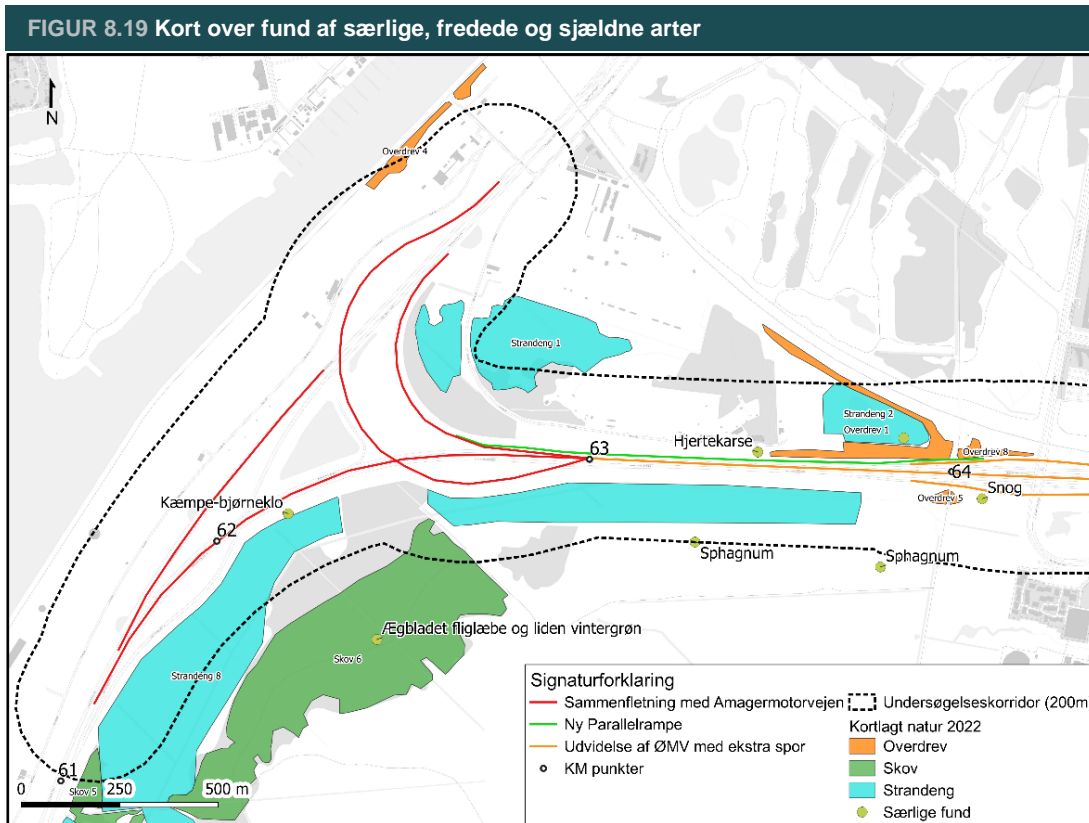 FIGUR 8.19 Kort over fund af særlige, fredede og sjældne arter
N
Overdrev 4
Strandeng 1
Strandeng 2
Overdrev 1
Hjertekarse
63
Overdrev 8
64
Overdrev 5
Snog
Kæmpe-bjørneklo
62
Sphagnum
Sphagnum
Ægbladet fliglæbe og liden vintergrøn
Skov 6
Strandeng 8
61
Skov 5
0 250 500 m
Signaturforklaring
Sammenfletning med Amagermotorvejen
Ny Parallelrampe
Udvidelse af ØMV med ekstra spor
KM punkter
Undersøgelseskorridor (200m
Kortlagt natur 2022
Overdrev
Skov
Strandeng
Særlige fund